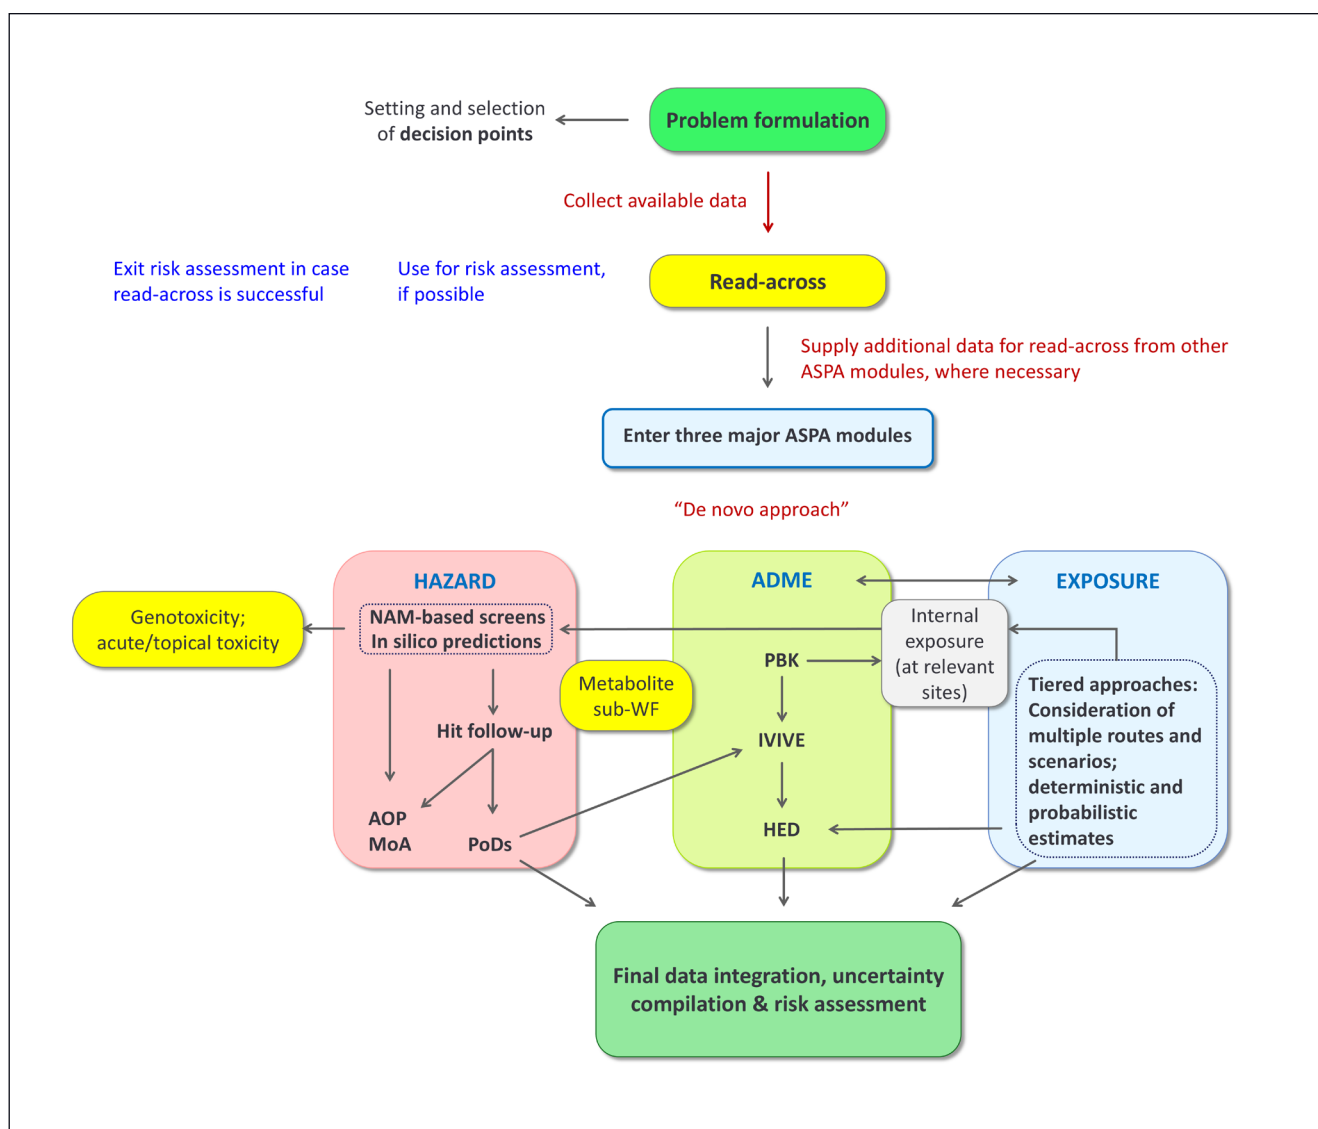 Setting and selection
of decision points
Problem formulation
Collect available data
Exit risk assessment in case
read-across is successful
Use for risk assessment,
if possible
Read-across
Supply additional data for read-across from other
ASPA modules, where necessary
Enter three major ASPA modules
“De novo approach”
HAZARD
NAM-based screens
In silico predictions
Genotoxicity;
acute/topical toxicity
Hit follow-up
AOP
MoA
PoDs
Metabolite
sub-WF
ADME
PBK
IVIVE
HED
Internal
exposure
(at relevant
sites)
EXPOSURE
Tiered approaches:
Consideration of
multiple routes and
scenarios;
deterministic and
probabilistic
estimates
Final data integration, uncertainty
compilation & risk assessment